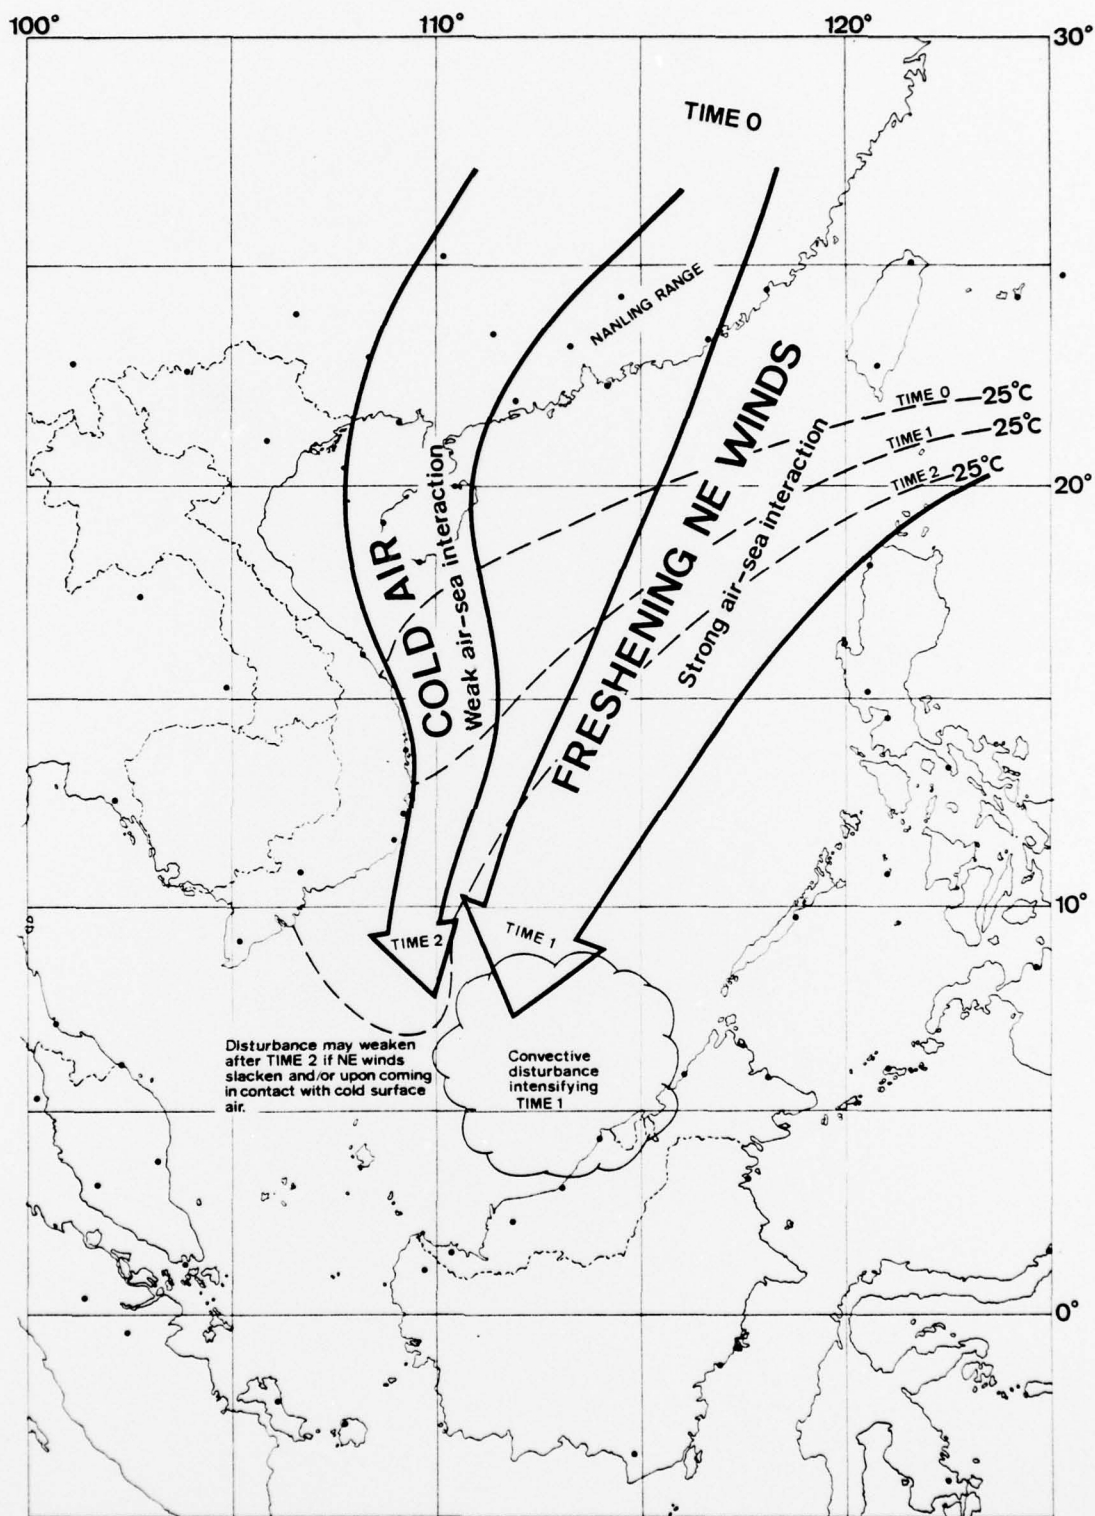 100°
110°
120°
30°
TIME 0
NANLING RANGE
TIME 0
25°C
TIME 1
25°C
TIME 2
25°C
20°
COLD AIR
Weak air-sea interaction
FRESHENING NE WINDS
Strong air-sea interaction
10°
TIME 2
TIME 1
Disturbance may weaken
after TIME 2 if NE winds
slacken and/or upon coming
in contact with cold surface
air.
Convective
disturbance
intensifying
TIME 1
0°